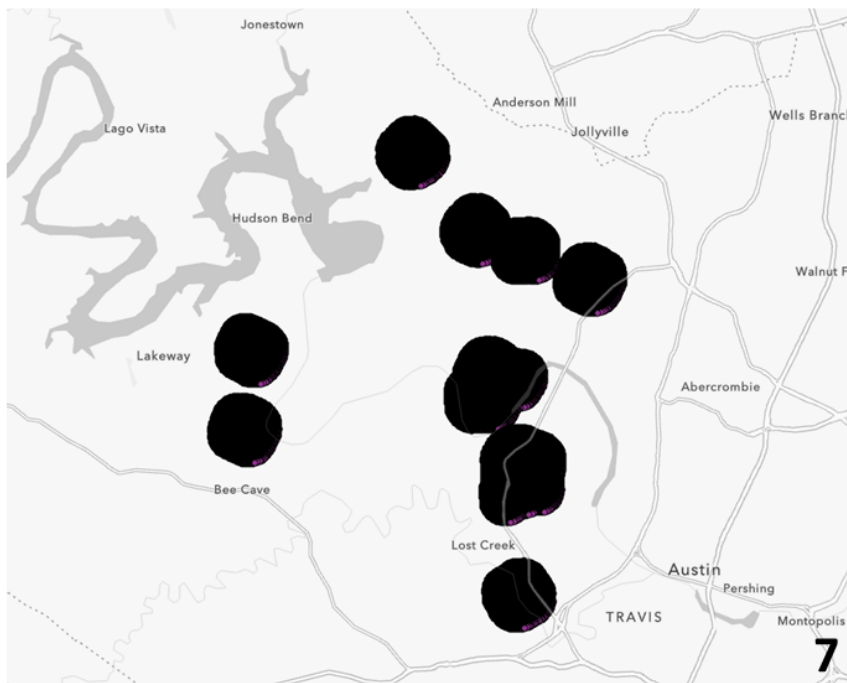 Jonestown
Anderson Mill
Wells Branc
Lago Vista
Jollyville
Hudson Bend
Walnut F
Lakeway
Abercrombie
Bee Cave
Lost Creek
Austin
Pershing
TRAVIS
Montopolis
7